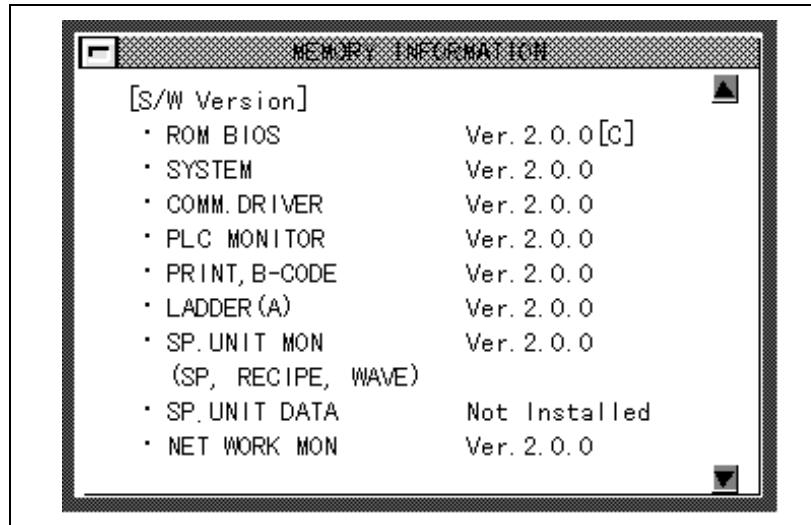 MEMORY INFORMATION
[S/W Version]
・ROM BIOS Ver.2.0.0[C]
・SYSTEM Ver.2.0.0
・COMM.DRIVER Ver.2.0.0
・PLC MONITOR Ver.2.0.0
・PRINT,B-CODE Ver.2.0.0
・LADDER(A) Ver.2.0.0
・SP.UNIT MON Ver.2.0.0
(SP, RECIPE, WAVE)
・SP.UNIT DATA Not Installed
・NET WORK MON Ver.2.0.0